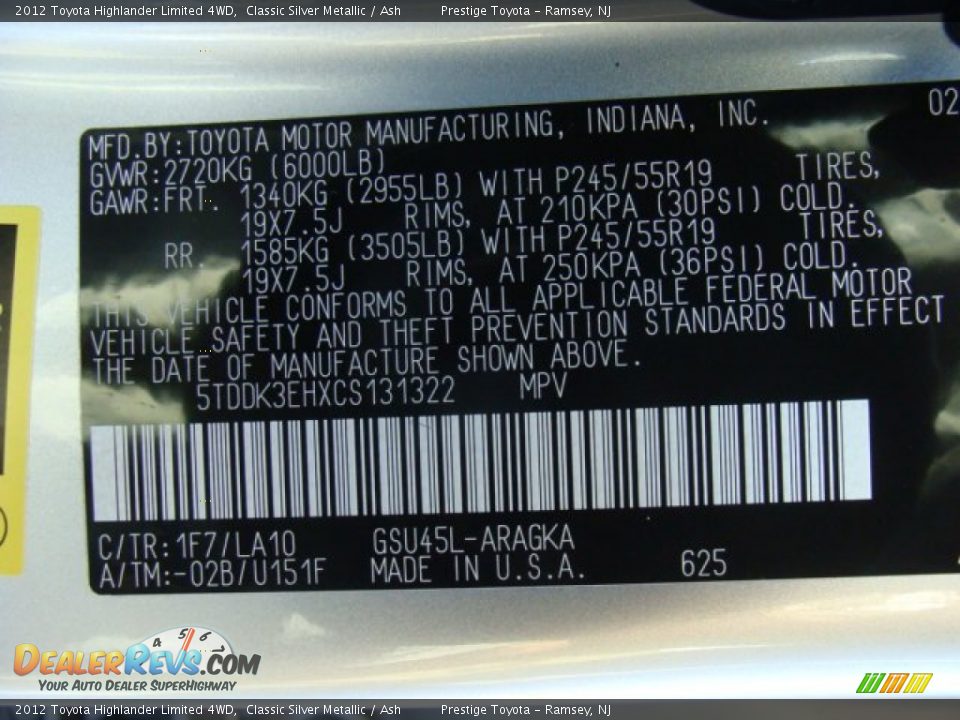 2012 Toyota Highlander Limited 4WD, Classic Silver Metallic / Ash Prestige Toyota - Ramsey, NJ
MFD.BY:TOYOTA MOTOR MANUFACTURING, INDIANA, INC. 02
GVWR:2720KG (6000LB)
GAWR:FRT. 1340KG (2955LB) WITH P245/55R19 TIRES,
19X7.5J RIMS, AT 210KPA (30PSI) COLD.
RR. 1585KG (3505LB) WITH P245/55R19 TIRES,
19X7.5J RIMS, AT 250KPA (36PSI) COLD.
THIS VEHICLE CONFORMS TO ALL APPLICABLE FEDERAL MOTOR
VEHICLE SAFETY AND THEFT PREVENTION STANDARDS IN EFFECT
THE DATE OF MANUFACTURE SHOWN ABOVE.
5TDDK3EHXCS131322 MPV
C/TR:1F7/LA10 GSU45L-ARAGKA
A/TM:-02B/U151F MADE IN U.S.A. 625
4 5 6
DEALERREVS.COM
YOUR AUTO DEALER SUPERHIGHWAY
2012 Toyota Highlander Limited 4WD, Classic Silver Metallic / Ash Prestige Toyota - Ramsey, NJ